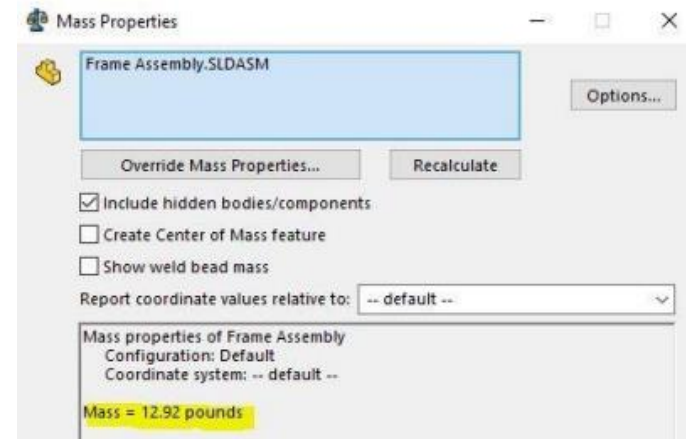 Mass Properties
Frame Assembly.SLDASM
Options...
Override Mass Properties...
Recalculate
Include hidden bodies/components
Create Center of Mass feature
Show weld bead mass
Report coordinate values relative to: -- default --
Mass properties of Frame Assembly
Configuration: Default
Coordinate system: -- default --
Mass = 12.92 pounds